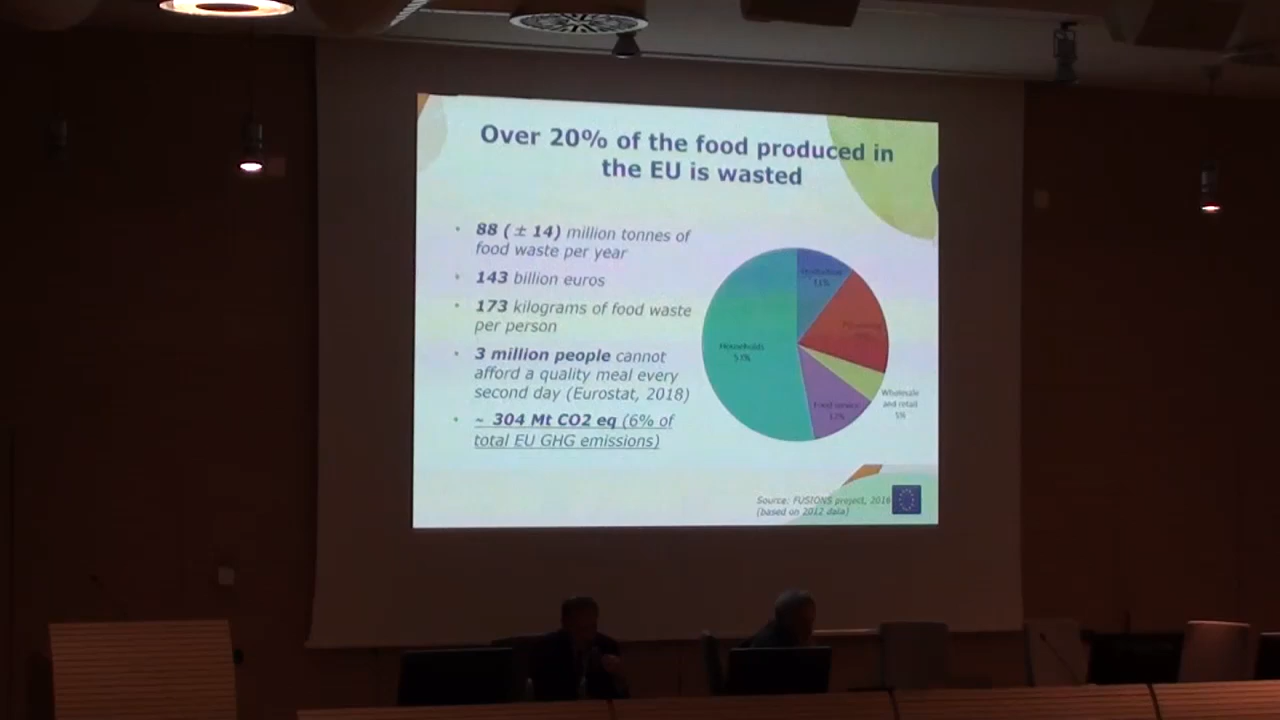 Over 20% of the food produced in
the EU is wasted
• 88 (± 14) million tonnes of
food waste per year
• 143 billion euros
• 173 kilograms of food waste
per person
• 3 million people cannot
afford a quality meal every
second day (Eurostat, 2018)
• ~ 304 Mt CO2 eq (6% of
total EU GHG emissions)
Production
11%
Households
53%
Wholesale
and retail
5%
Food service
12%
Source: FUSIONS project, 2016
(based on 2012 data)